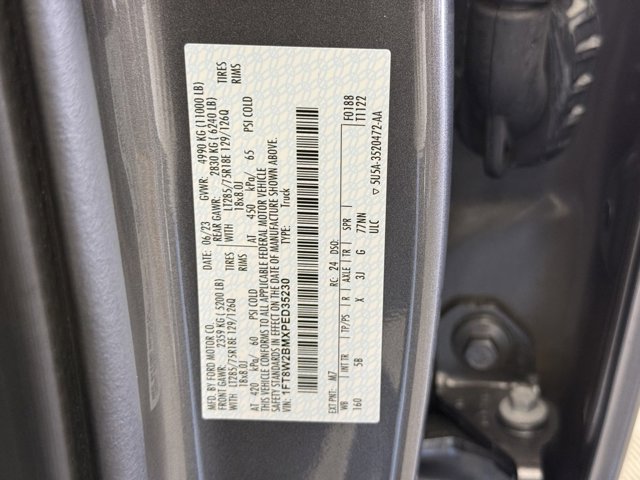 MFD. BY FORD MOTOR CO.
DATE: 06/23 GVWR: 4990 KG (11000 LB)
FRONT GAWR: 2359 KG (5200 LB) REAR GAWR: 2830 KG (6240 LB)
WITH LT285/75R18E 129/126Q TIRES WITH LT285/75R18E 129/126Q TIRES
18x8.0J RIMS 18x8.0J RIMS
AT 420 kPa/ 60 PSI COLD AT 450 kPa/ 65 PSI COLD
THIS VEHICLE CONFORMS TO ALL APPLICABLE FEDERAL MOTOR VEHICLE
SAFETY STANDARDS IN EFFECT ON THE DATE OF MANUFACTURE SHOWN ABOVE.
VIN: 1FT8W2BMXPED35230 TYPE: Truck
F0188
T1122
EXT PNT: M7 RC: 24 DSO:
WB INT TR TP/PS R AXLE TR SPR
160 5B X 3J G 77NN
ULC ▽ 5U5A-3520472-AA